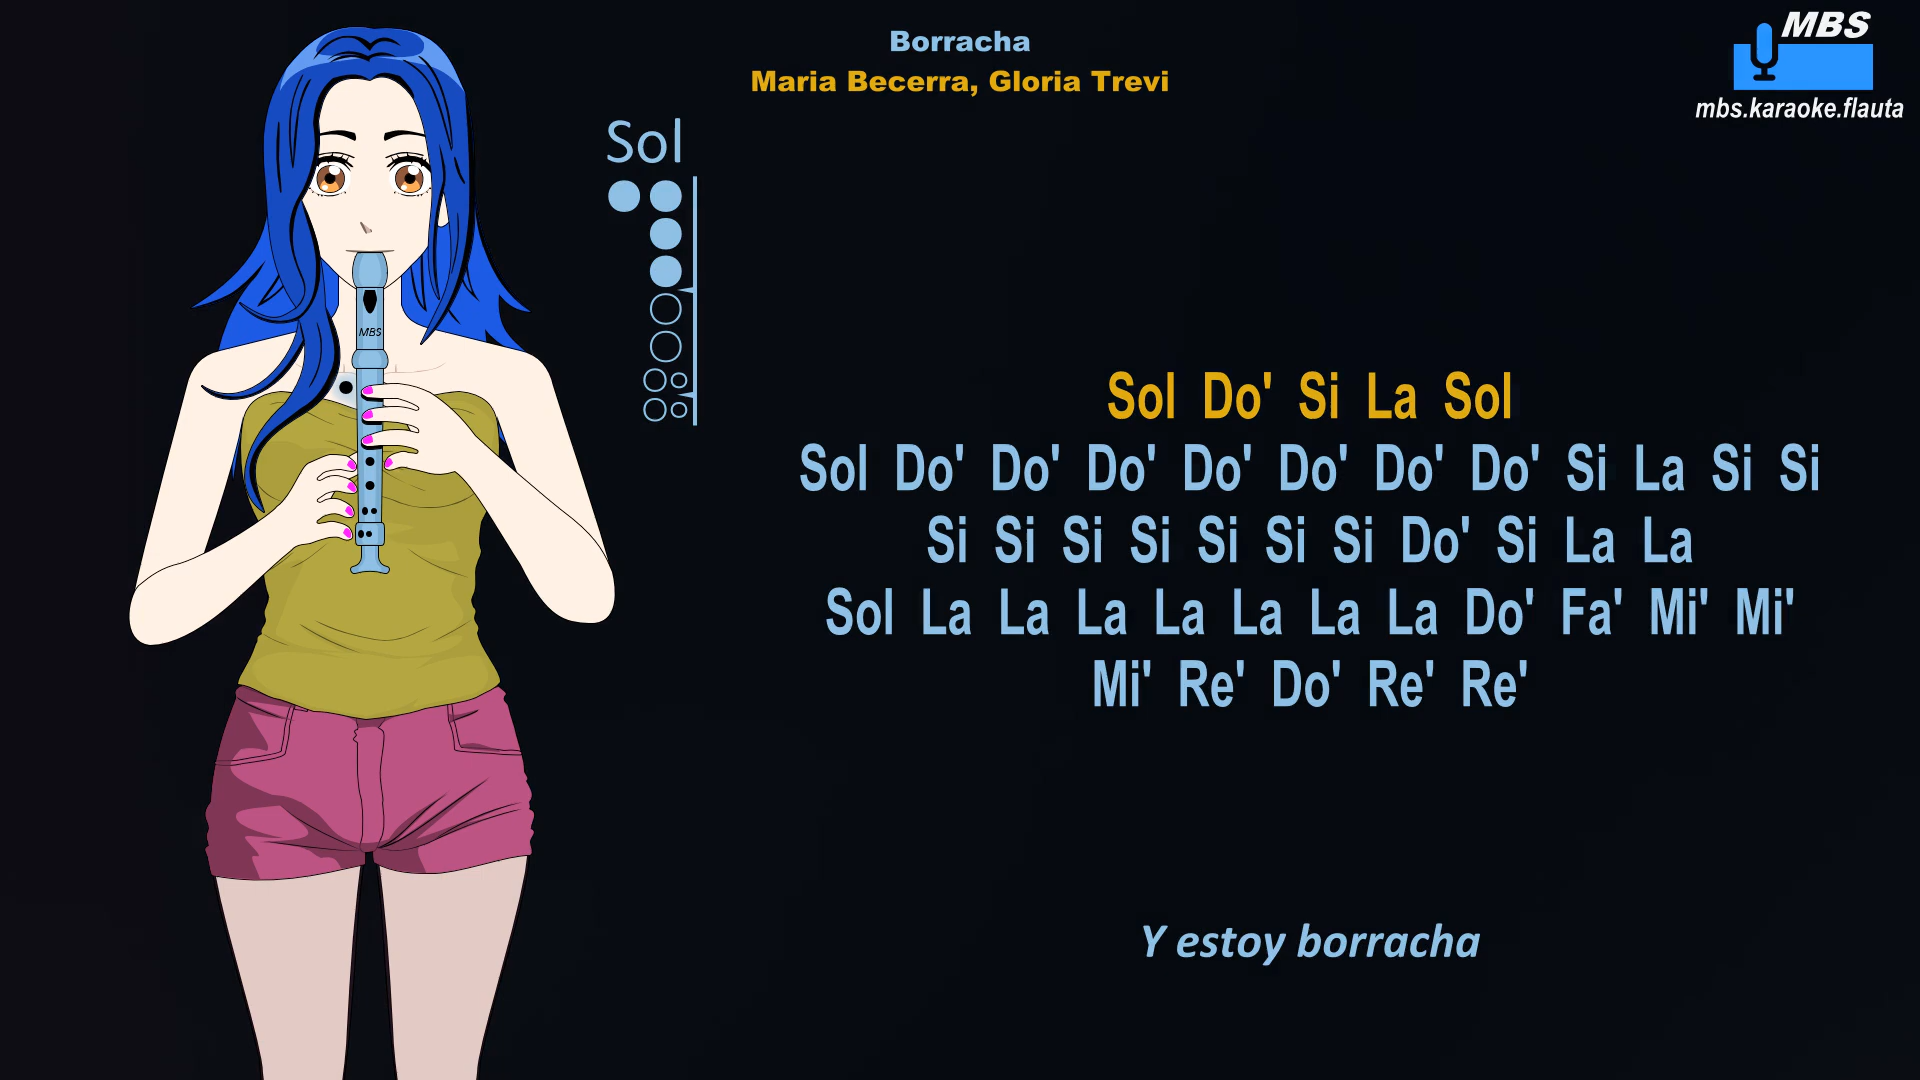 Borracha
Maria Becerra, Gloria Trevi
MBS
mbs.karaoke.flauta
Sol
MBS
Sol Do' Si La Sol
Sol Do' Do' Do' Do' Do' Do' Do' Si La Si Si
Si Si Si Si Si Si Si Do' Si La La
Sol La La La La La La La Do' Fa' Mi' Mi'
Mi' Re' Do' Re' Re'
Y estoy borracha